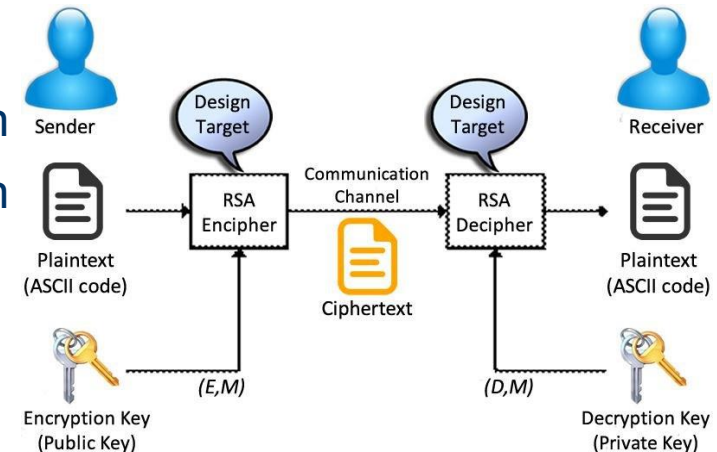 n
n
Sender
Receiver
Design
Target
Design
Target
RSA
Encipher
Communication
Channel
RSA
Decipher
Plaintext
(ASCII code)
Ciphertext
Plaintext
(ASCII code)
(E,M)
(D,M)
Encryption Key
(Public Key)
Decryption Key
(Private Key)